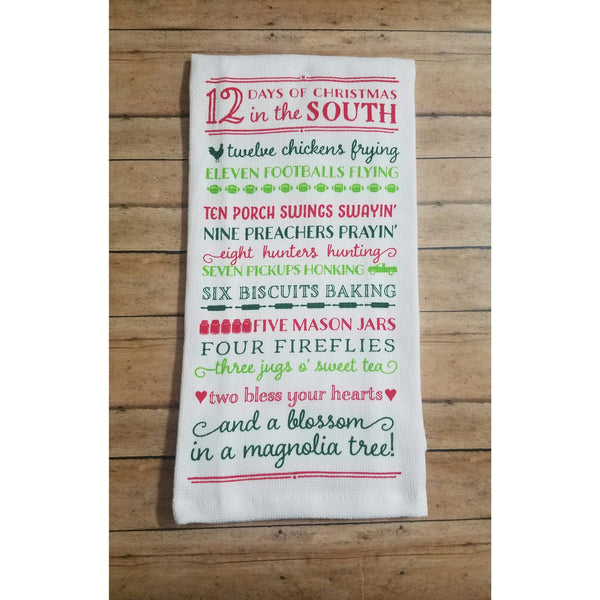 12 DAYS OF CHRISTMAS
in the SOUTH
twelve chickens frying
ELEVEN FOOTBALLS FLYING
TEN PORCH SWINGS SWAYIN'
NINE PREACHERS PRAYIN'
eight hunters hunting
SEVEN PICKUPS HONKING
SIX BISCUITS BAKING
FIVE MASON JARS
FOUR FIREFLIES
three jugs o' sweet tea
two bless your hearts
and a blossom
in a magnolia tree!